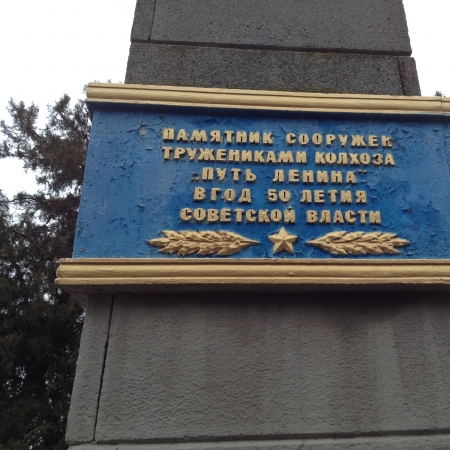 ПАМЯТНИК СООРУЖЕН
ТРУЖЕНИКАМИ КОЛХОЗА
„ПУТЬ ЛЕНИНА"
В ГОД 50 ЛЕТИЯ
СОВЕТСКОЙ ВЛАСТИ